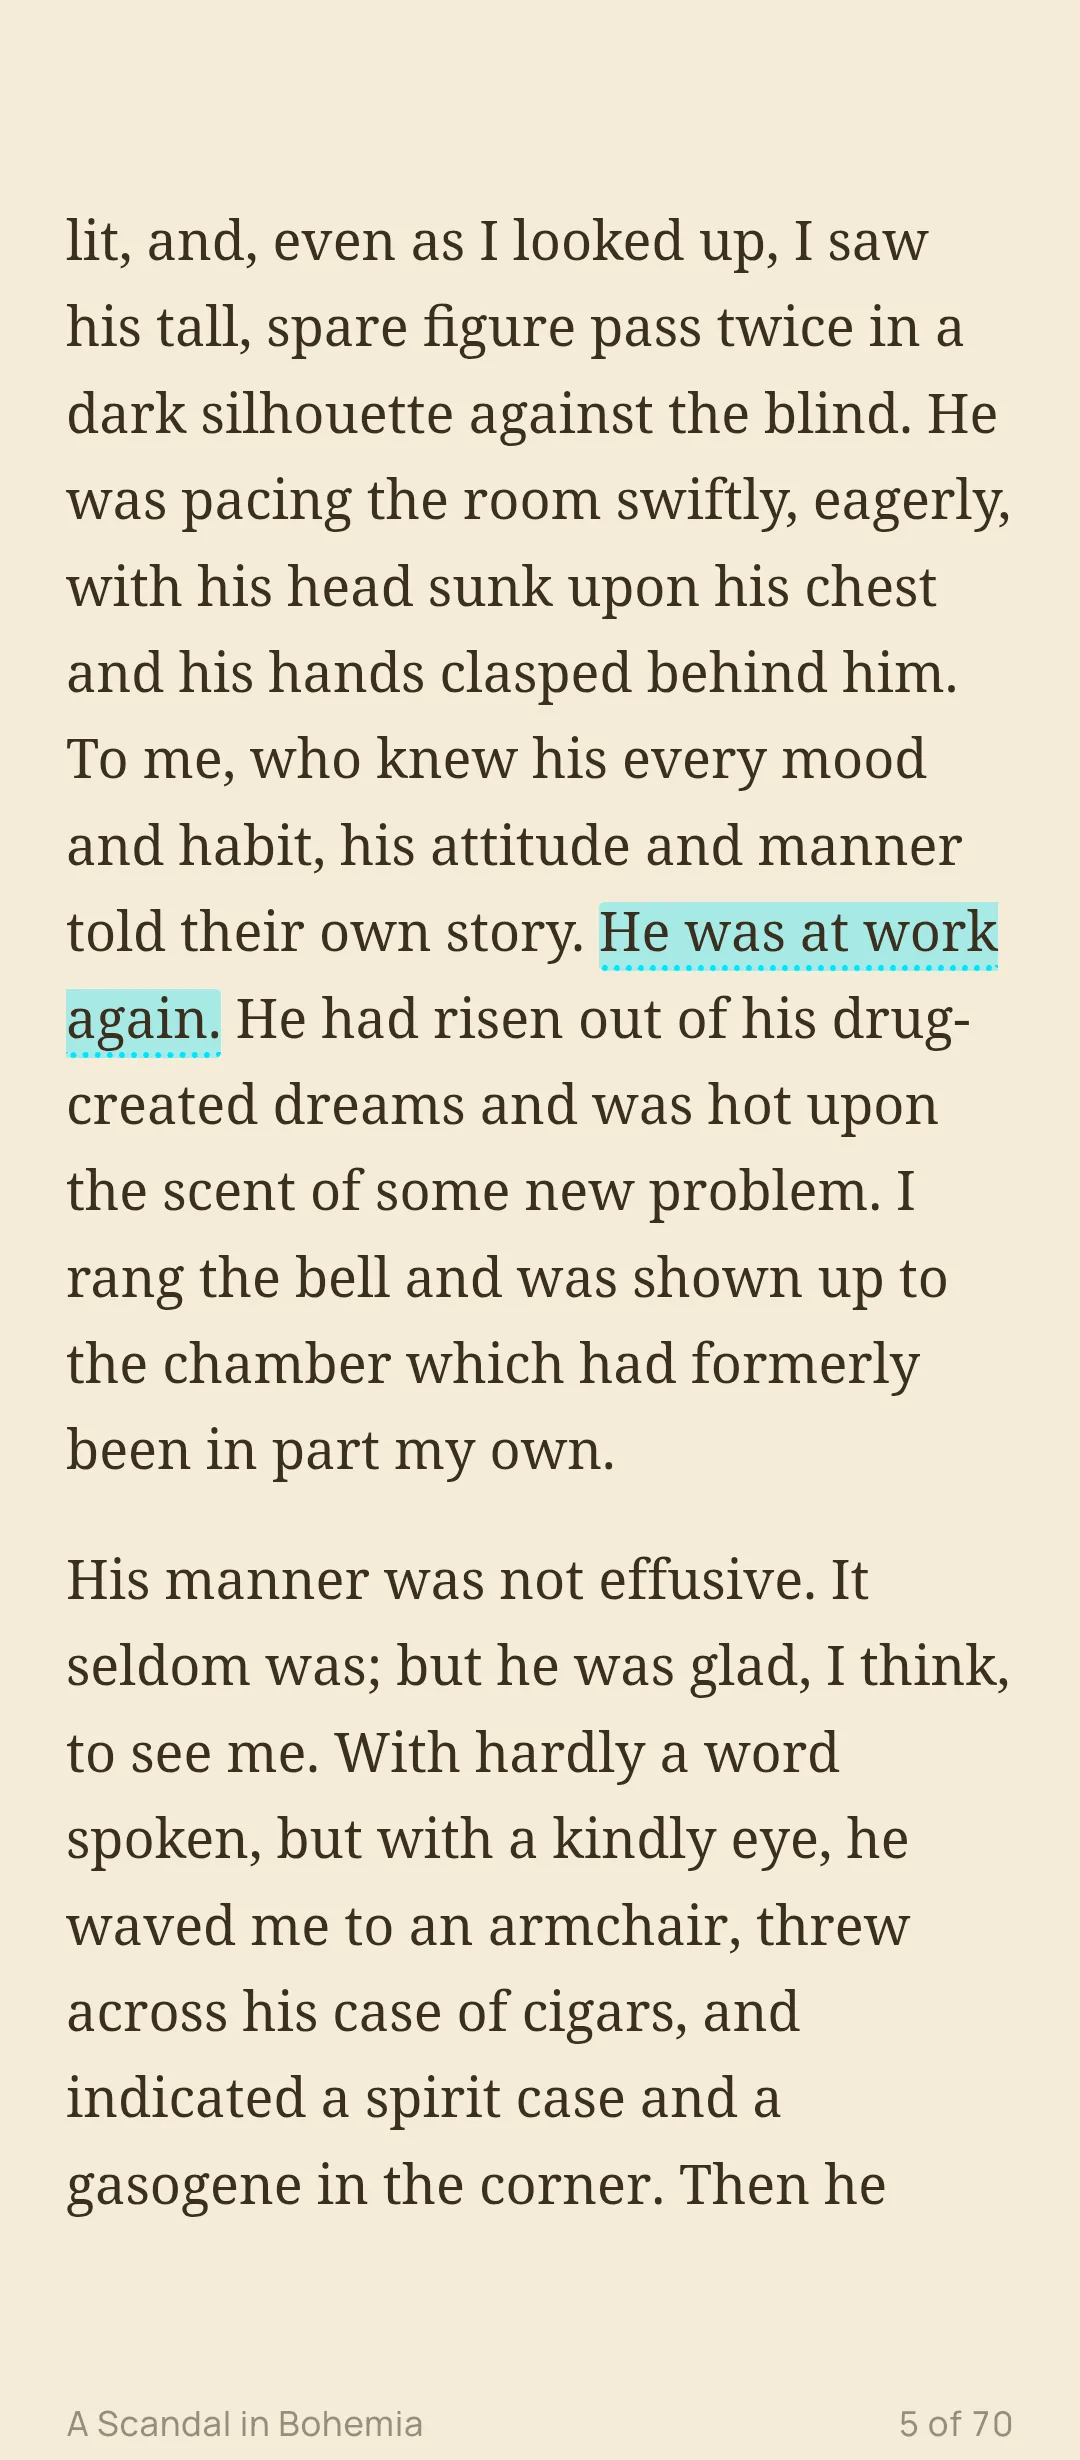 lit, and, even as I looked up, I saw
his tall, spare figure pass twice in a
dark silhouette against the blind. He
was pacing the room swiftly, eagerly,
with his head sunk upon his chest
and his hands clasped behind him.
To me, who knew his every mood
and habit, his attitude and manner
told their own story. He was at work
again. He had risen out of his drug-
created dreams and was hot upon
the scent of some new problem. I
rang the bell and was shown up to
the chamber which had formerly
been in part my own.
His manner was not effusive. It
seldom was; but he was glad, I think,
to see me. With hardly a word
spoken, but with a kindly eye, he
waved me to an armchair, threw
across his case of cigars, and
indicated a spirit case and a
gasogene in the corner. Then he
A Scandal in Bohemia 5 of 70